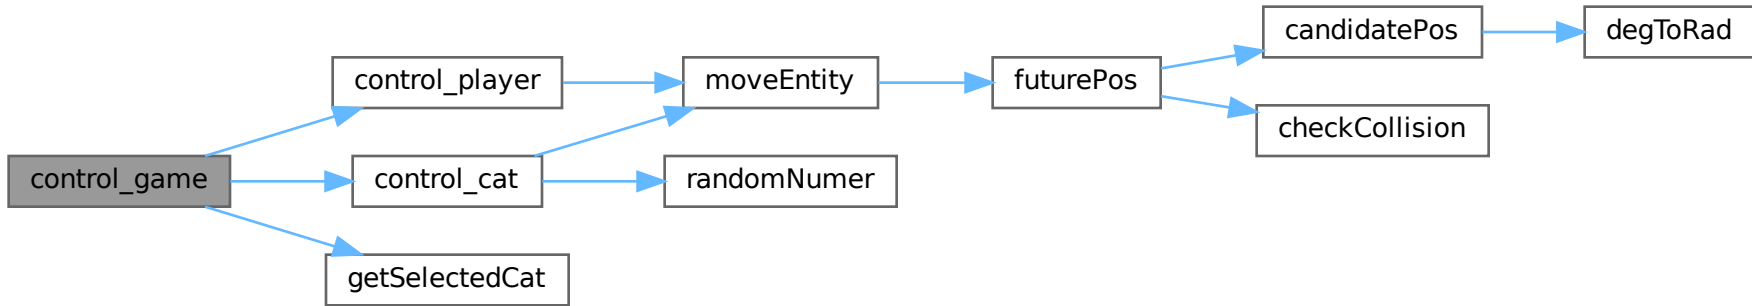 control_game
control_player
control_cat
getSelectedCat
moveEntity
randomNumer
futurePos
candidatePos
checkCollision
degToRad